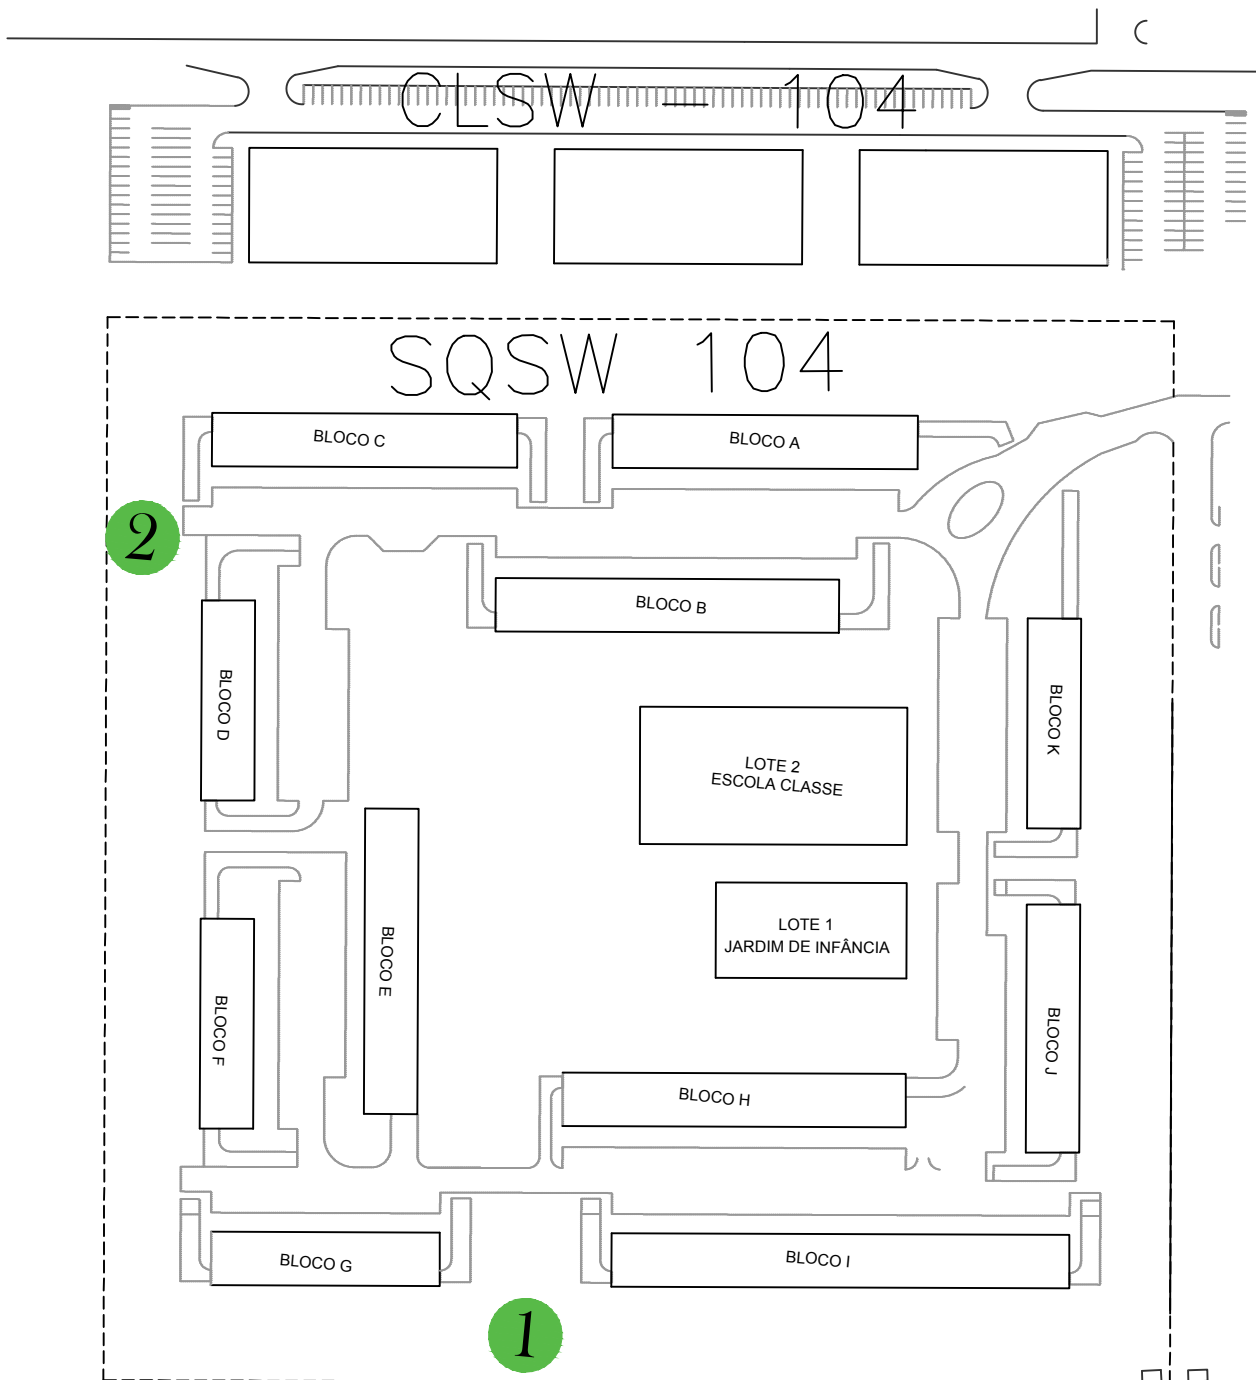 CLSW - 104
SQSW 104
BLOCO C
BLOCO A
2
BLOCO B
BLOCO D
BLOCO K
LOTE 2
ESCOLA CLASSE
LOTE 1
JARDIM DE INFÂNCIA
BLOCO E
BLOCO F
BLOCO J
BLOCO H
BLOCO G
BLOCO I
1